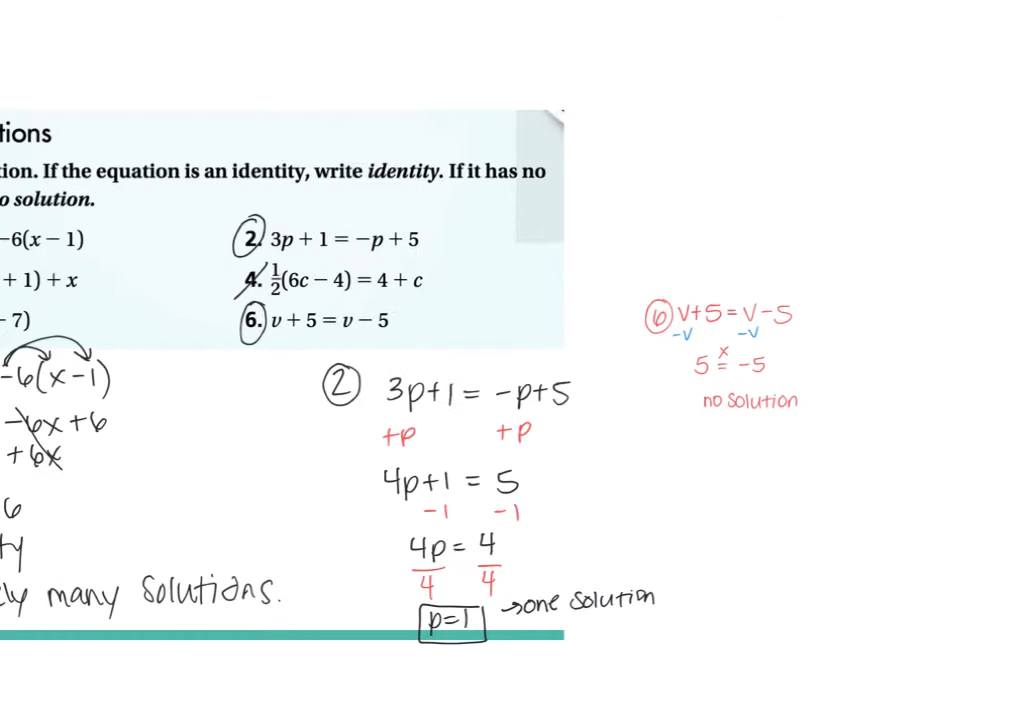 tions
tion. If the equation is an identity, write identity. If it has no
o solution.
-6(x − 1)
2. 3p + 1 = −p + 5
+ 1) + x
4. 1/2(6c − 4) = 4 + c
- 7)
6. v + 5 = v − 5
-6(x-1)
-6x+6
+6x
6
ty
ly many solutions.
② 3p+1 = -p+5
+p +p
4p+1 = 5
-1 -1
4p = 4
4 4
p=1 →one solution
⑥ v+5 = v-5
-v -v
x
5 = -5
no solution